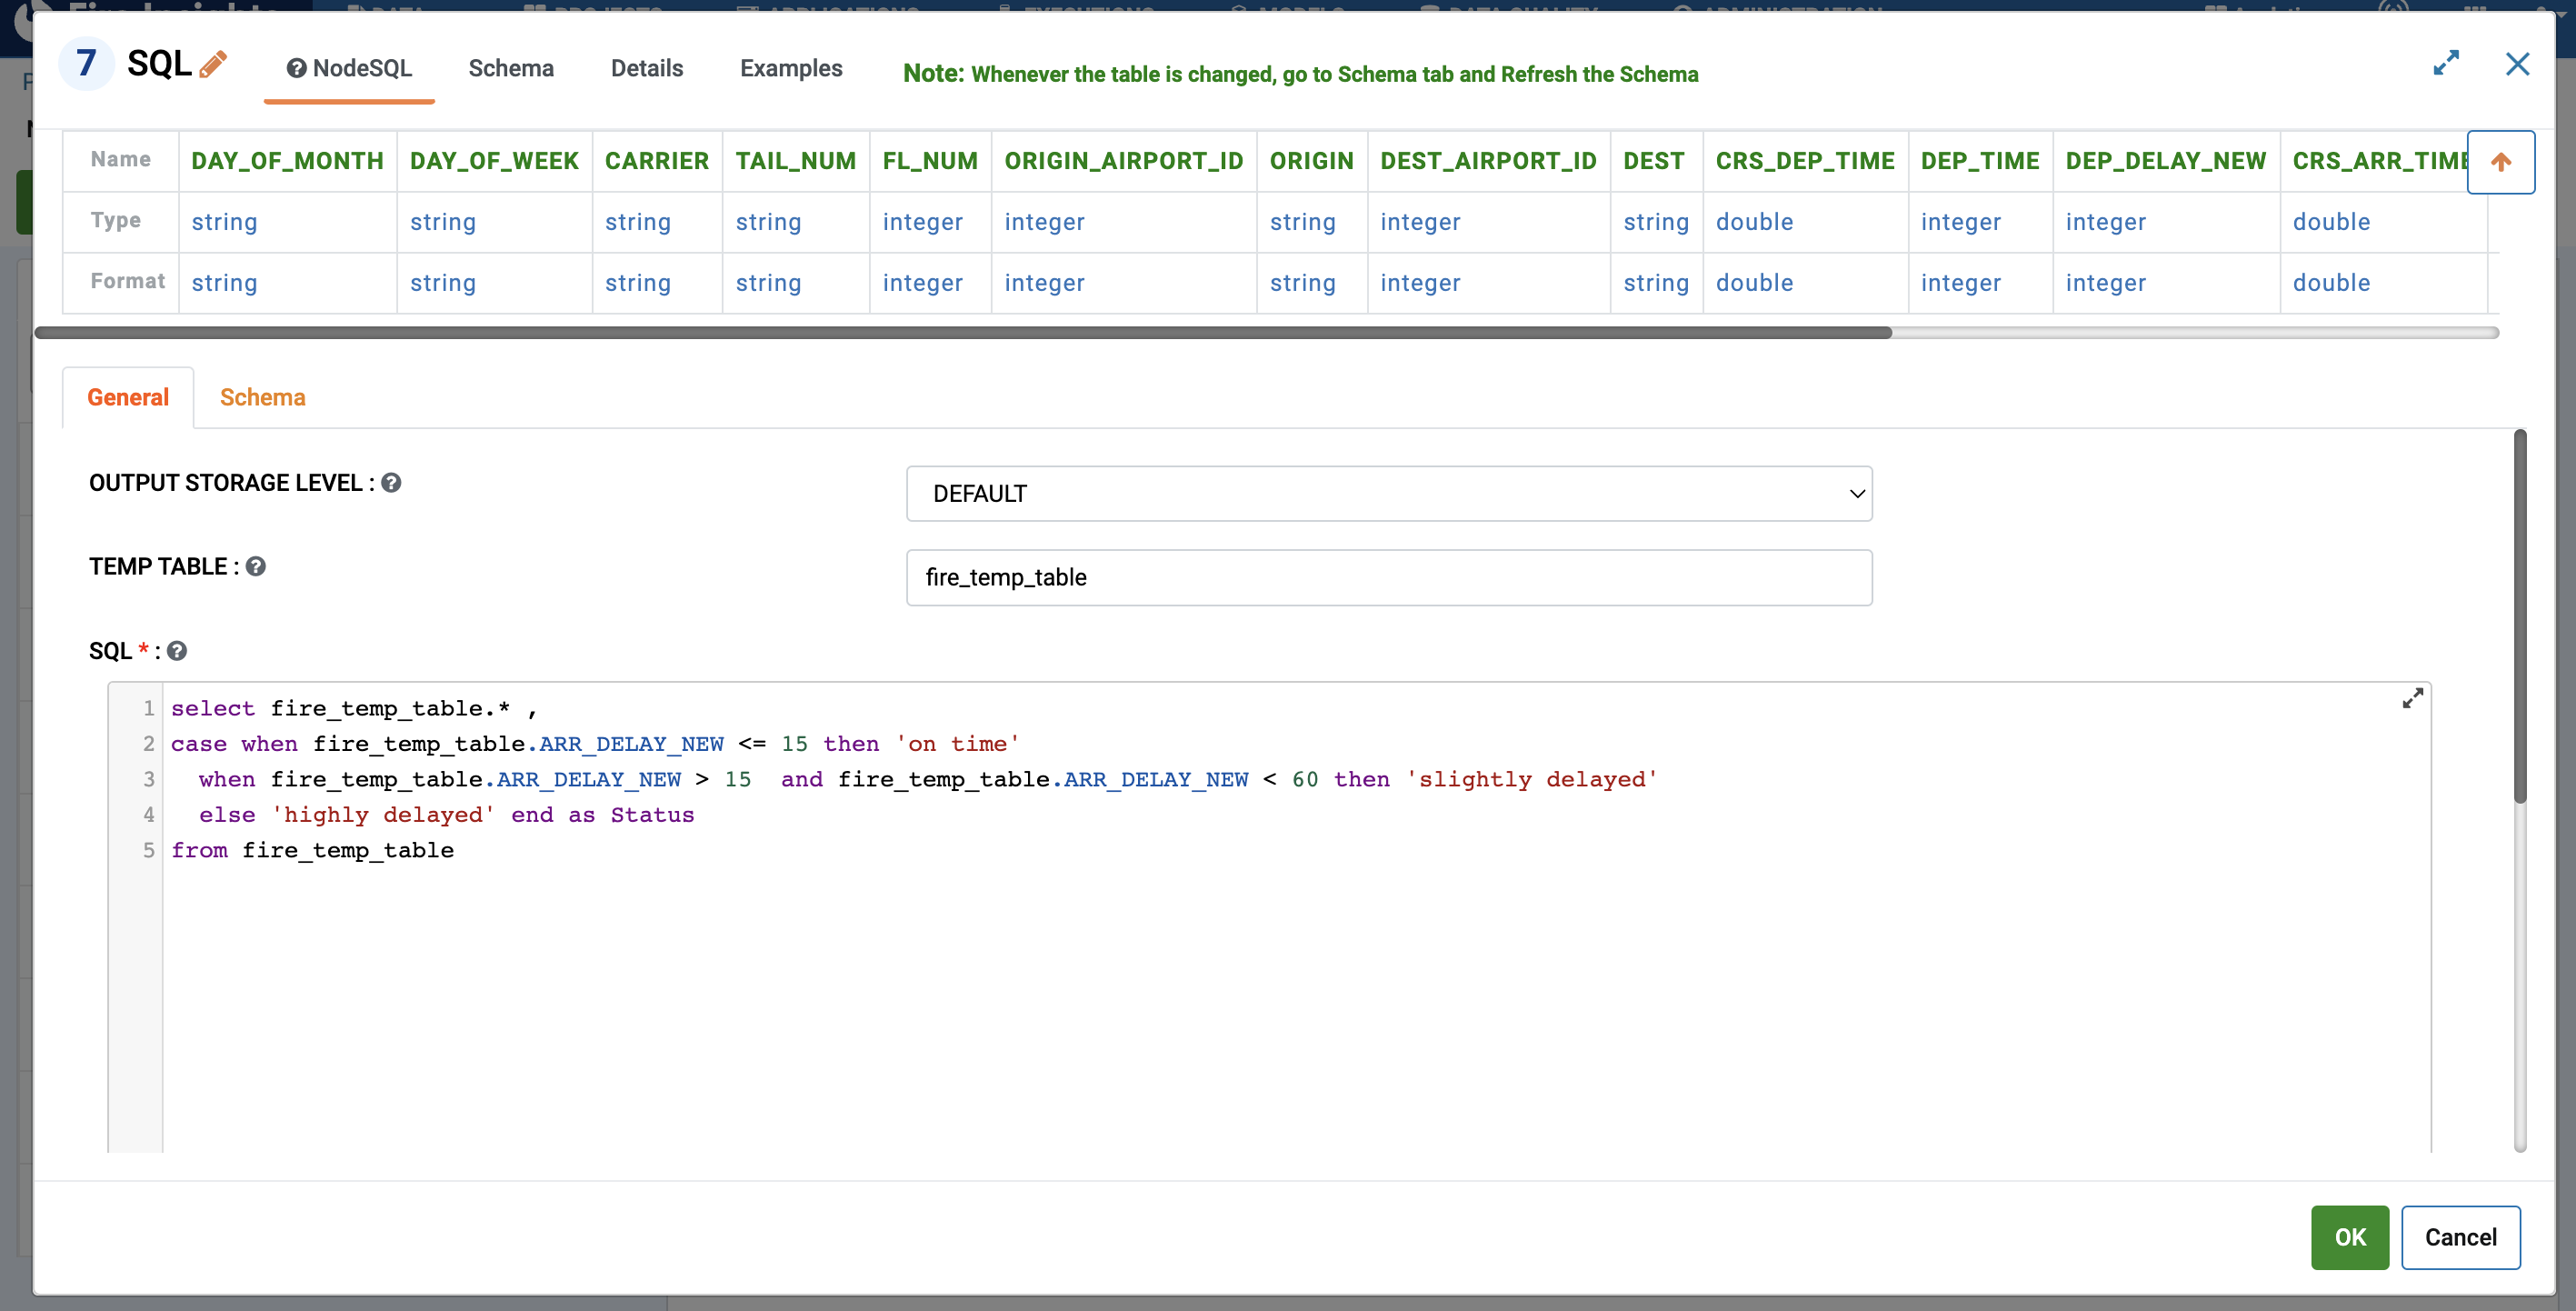 7 SQL NodeSQL Schema Details Examples Note: Whenever the table is changed, go to Schema tab and Refresh the Schema
Name DAY_OF_MONTH DAY_OF_WEEK CARRIER TAIL_NUM FL_NUM ORIGIN_AIRPORT_ID ORIGIN DEST_AIRPORT_ID DEST CRS_DEP_TIME DEP_TIME DEP_DELAY_NEW CRS_ARR_TIME
Type string string string string integer integer string integer string double integer integer double
Format string string string string integer integer string integer string double integer integer double
General Schema
OUTPUT STORAGE LEVEL : DEFAULT
TEMP TABLE : fire_temp_table
SQL * :
1 select fire_temp_table.* ,
2 case when fire_temp_table.ARR_DELAY_NEW <= 15 then 'on time'
3 when fire_temp_table.ARR_DELAY_NEW > 15 and fire_temp_table.ARR_DELAY_NEW < 60 then 'slightly delayed'
4 else 'highly delayed' end as Status
5 from fire_temp_table
OK Cancel